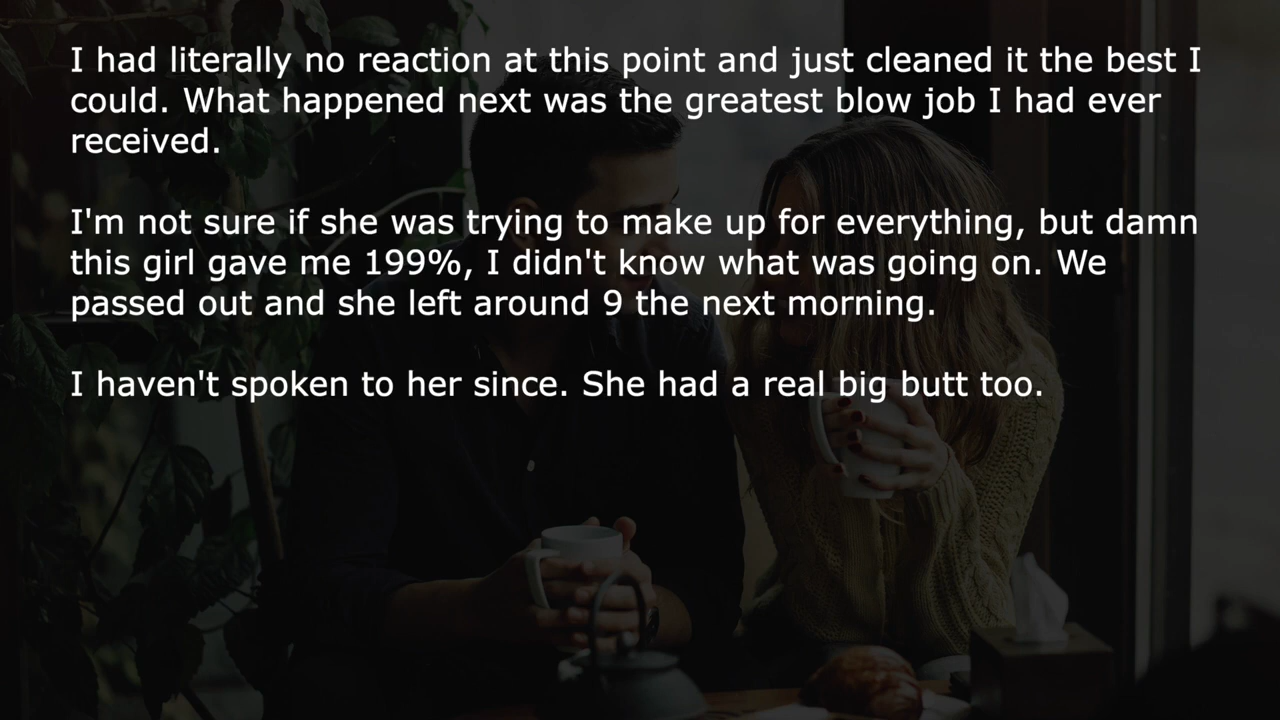 I had literally no reaction at this point and just cleaned it the best I
could. What happened next was the greatest blow job I had ever
received.
I'm not sure if she was trying to make up for everything, but damn
this girl gave me 199%, I didn't know what was going on. We
passed out and she left around 9 the next morning.
I haven't spoken to her since. She had a real big butt too.